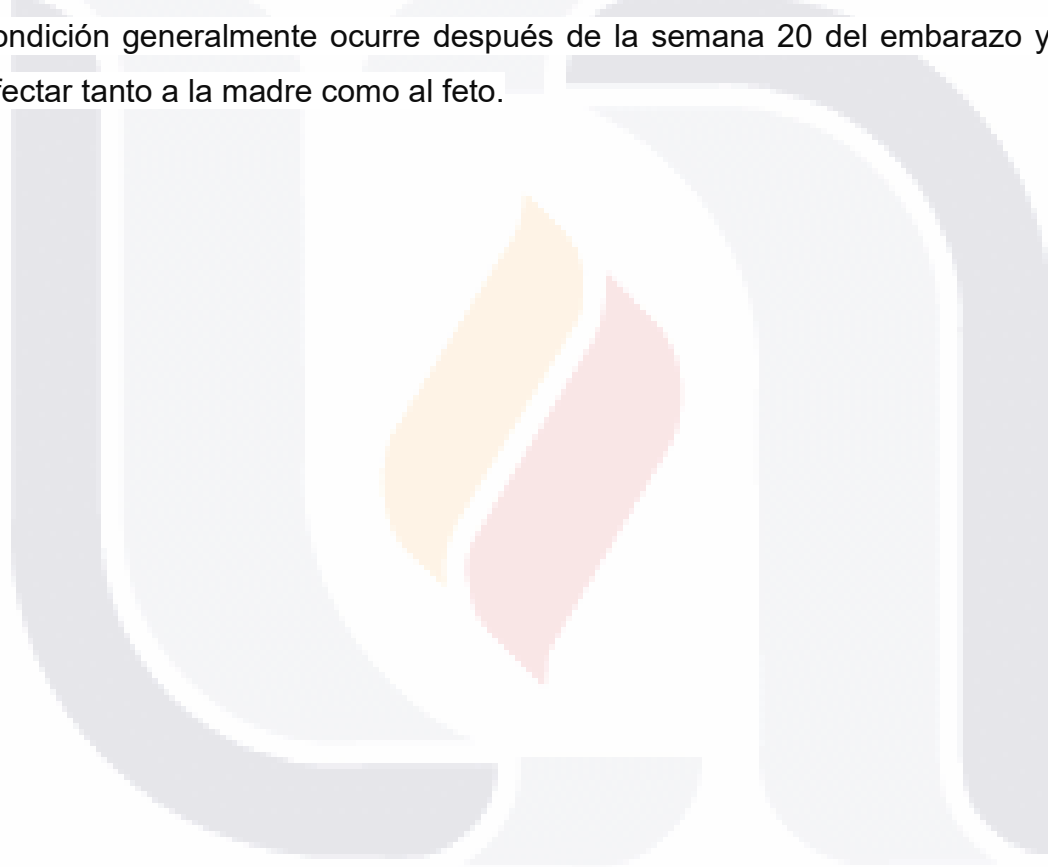 ondición generalmente ocurre después de la semana 20 del embarazo y
fectar tanto a la madre como al feto.